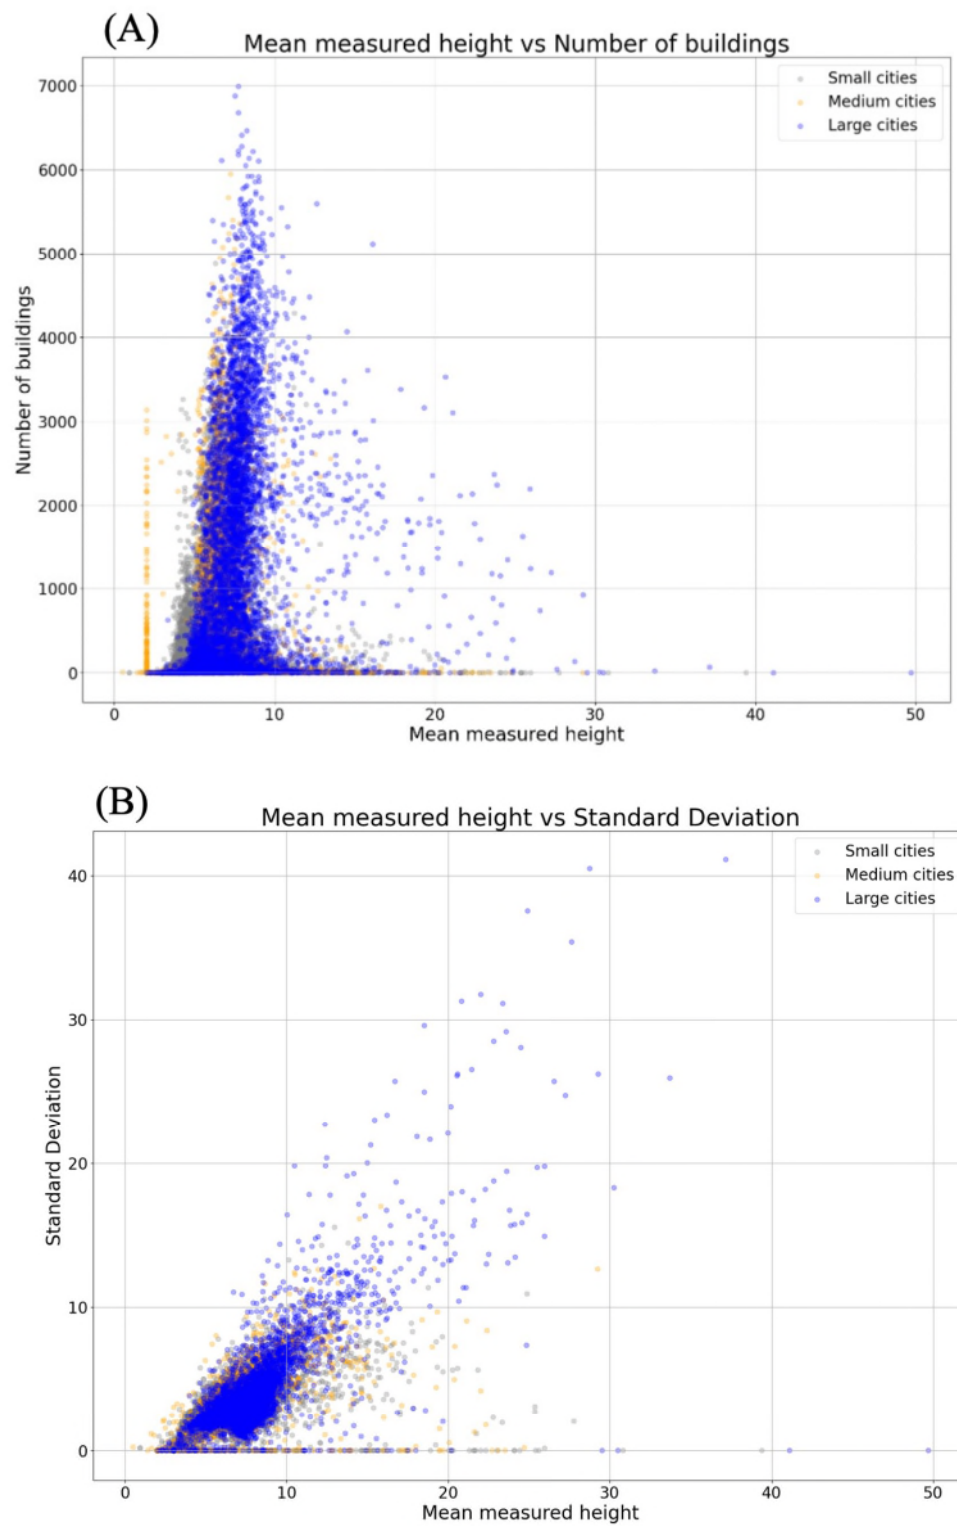 (A)
Mean measured height vs Number of buildings
Small cities
Medium cities
Large cities
Number of buildings
7000
6000
5000
4000
3000
2000
1000
0
0 10 20 30 40 50
Mean measured height
(B)
Mean measured height vs Standard Deviation
Small cities
Medium cities
Large cities
Standard Deviation
40
30
20
10
0
0 10 20 30 40 50
Mean measured height